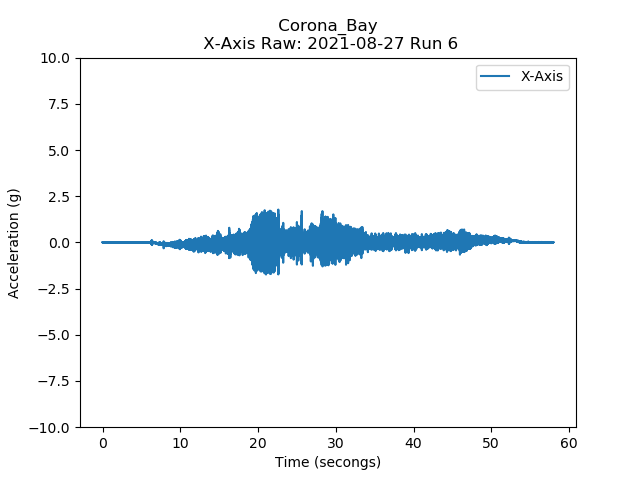 Corona_Bay
X-Axis Raw: 2021-08-27 Run 6
X-Axis
10.0
7.5
5.0
2.5
0.0
−2.5
−5.0
−7.5
−10.0
Acceleration (g)
0 10 20 30 40 50 60
Time (secongs)